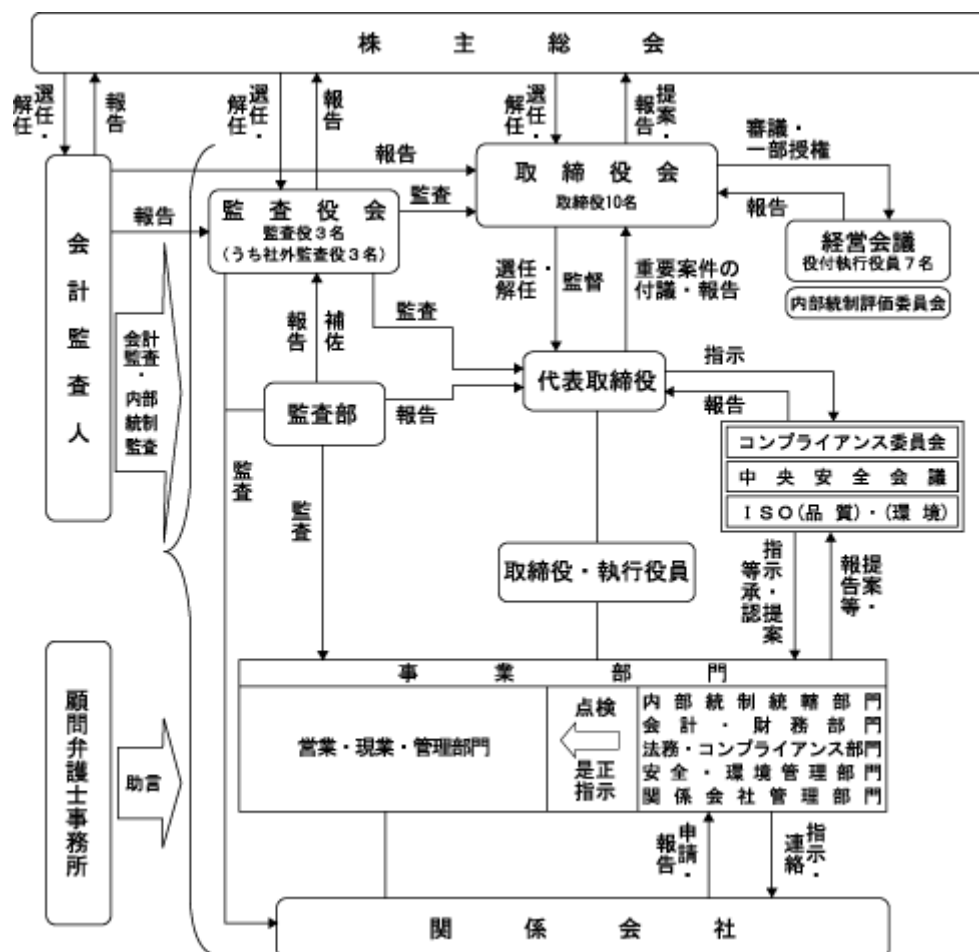 株主総会
選任・
解任
報告
選任・
解任
報告
選任・
解任
提案・
報告
審議・
一部授権
報告
取締役会
取締役10名
報告
会計監査人
報告
監査役会
監査役3名
(うち社外監査役3名)
監査
経営会議
役付執行役員7名
内部統制評価委員会
選任・
解任
監督
重要案件の
付議・報告
会計
監査・
内部
統制
監査
報告
補佐
監査
代表取締役
指示
報告
監査部
報告
コンプライアンス委員会
中央安全会議
ISO(品質)・(環境)
監査
監査
取締役・執行役員
指示・提案
等承認
提案・
報告等
事業部門
営業・現業・管理部門
点検
是正
指示
内部統制統轄部門
会計・財務部門
法務・コンプライアンス部門
安全・環境管理部門
関係会社管理部門
顧問弁護士事務所
助言
申請・
報告
指示・
連絡
関係会社